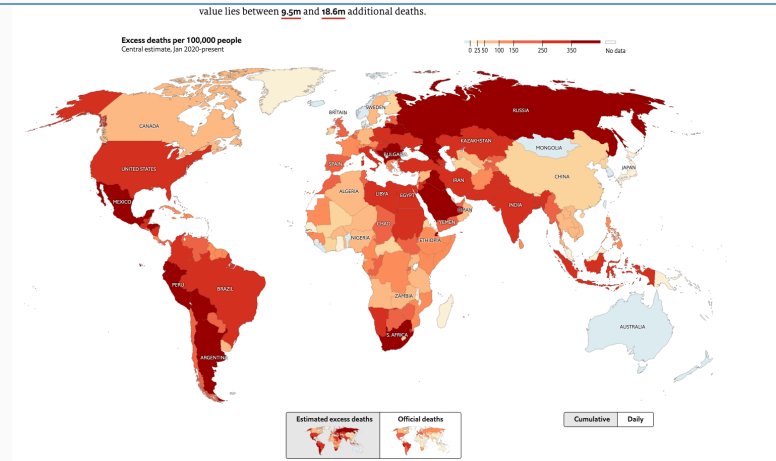 value lies between 9.5m and 18.6m additional deaths.
Excess deaths per 100,000 people
Central estimate, Jan 2020-present
0 25 50 100 150 250 350 No data
CANADA
UNITED STATES
MEXICO
PERU
BRAZIL
ARGENTINA
BRITAIN
SWEDEN
RUSSIA
SPAIN
BULGARIA
KAZAKHSTAN
MONGOLIA
CHINA
JAPAN
IRAN
INDIA
ALGERIA
LIBYA
EGYPT
OMAN
YEMEN
CHAD
NIGERIA
ETHIOPIA
ZAMBIA
S. AFRICA
AUSTRALIA
Estimated excess deaths
Official deaths
Cumulative
Daily